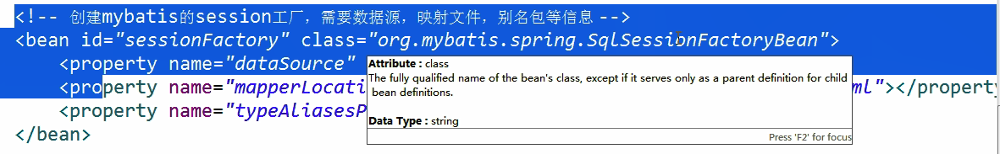 <!-- 创建mybatis的session工厂，需要数据源，映射文件，别名包等信息 -->
<bean id="sessionFactory" class="org.mybatis.spring.SqlSessionFactoryBean">
<property name="dataSource"
<property name="mapperLocati ml"></property
<property name="typeAliasesP
</bean>
Attribute : class
The fully qualified name of the bean's class, except if it serves only as a parent definition for child
bean definitions.
Data Type : string
Press 'F2' for focus